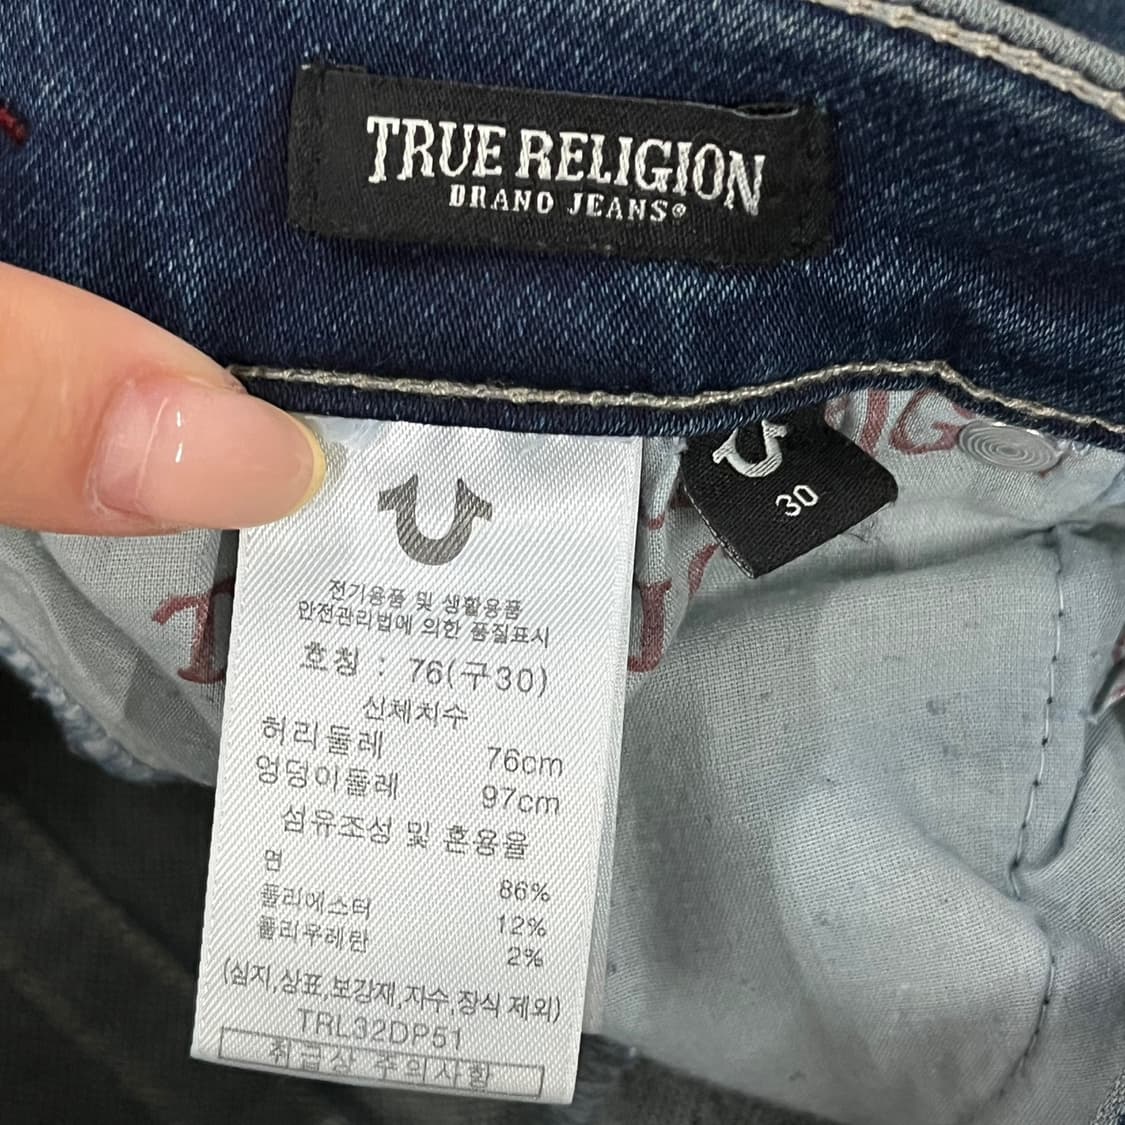 TRUE RELIGION
BRAND JEANS®
30
전기용품 및 생활용품
안전관리법에 의한 품질표시
호칭 : 76(구30)
신체치수
허리둘레 76cm
엉덩이둘레 97cm
섬유조성 및 혼용율
면 86%
폴리에스터 12%
폴리우레탄 2%
(심지,상표,보강재,자수,장식 제외)
TRL32DP51
취급상 주의사항